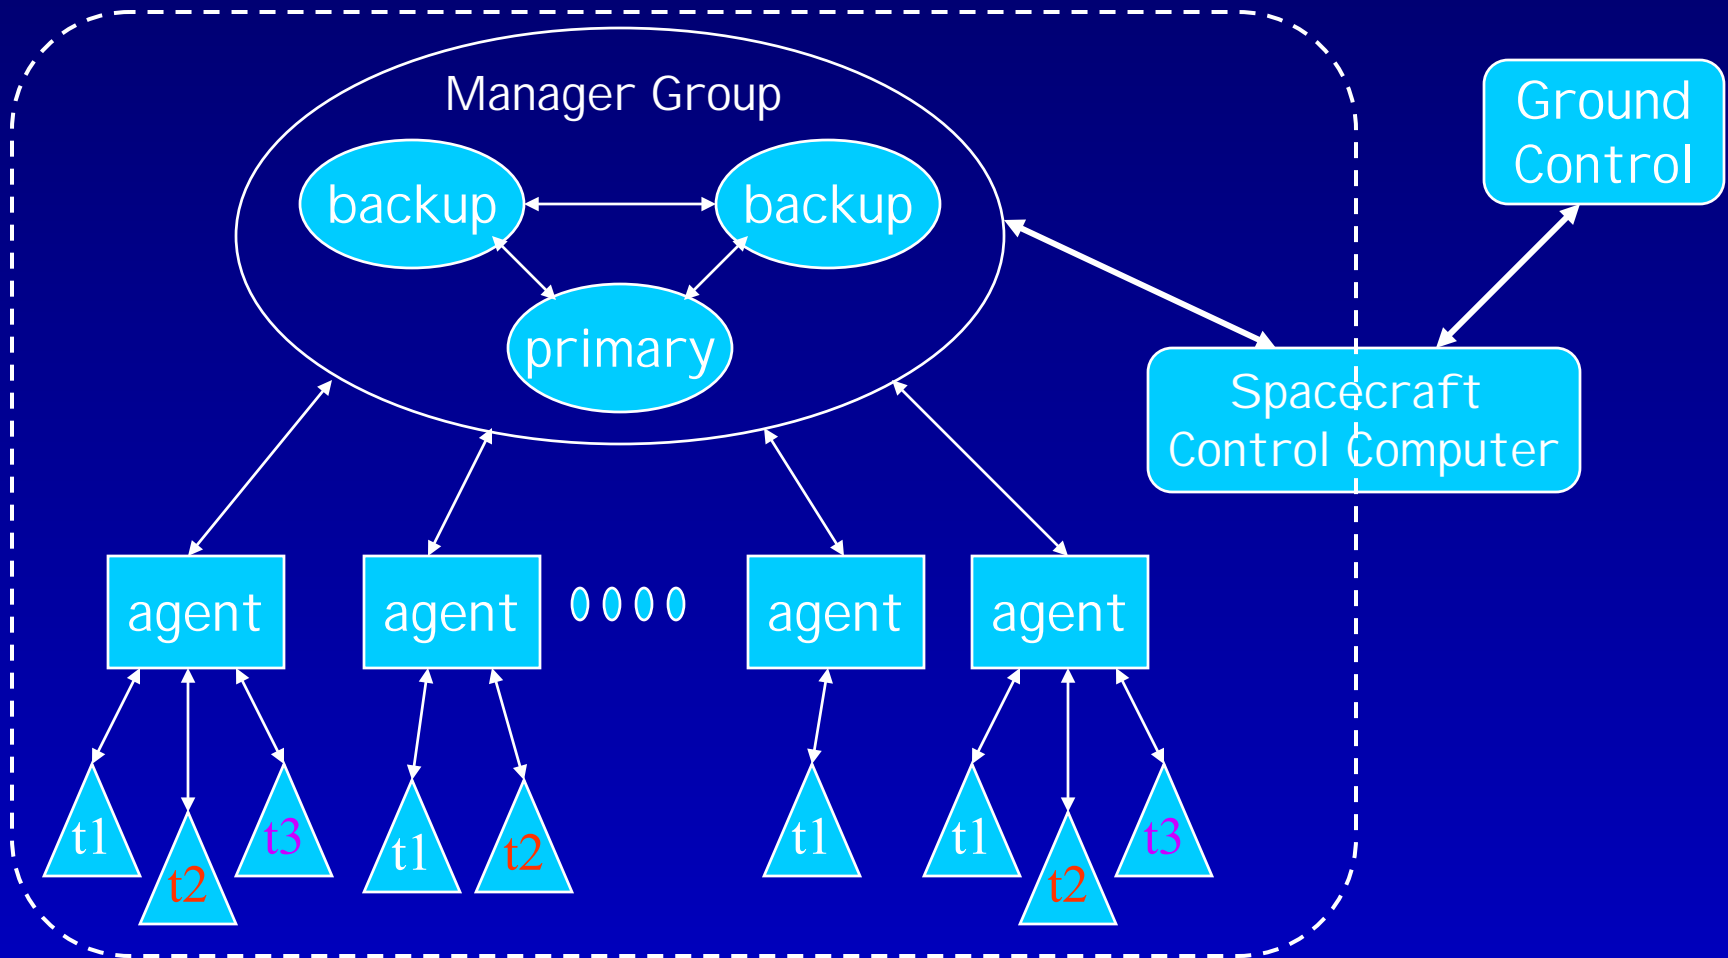 Manager Group
backup
backup
primary
Ground
Control
Spacecraft
Control Computer
agent
agent
agent
agent
t1
t2
t3
t1
t2
t1
t1
t2
t3